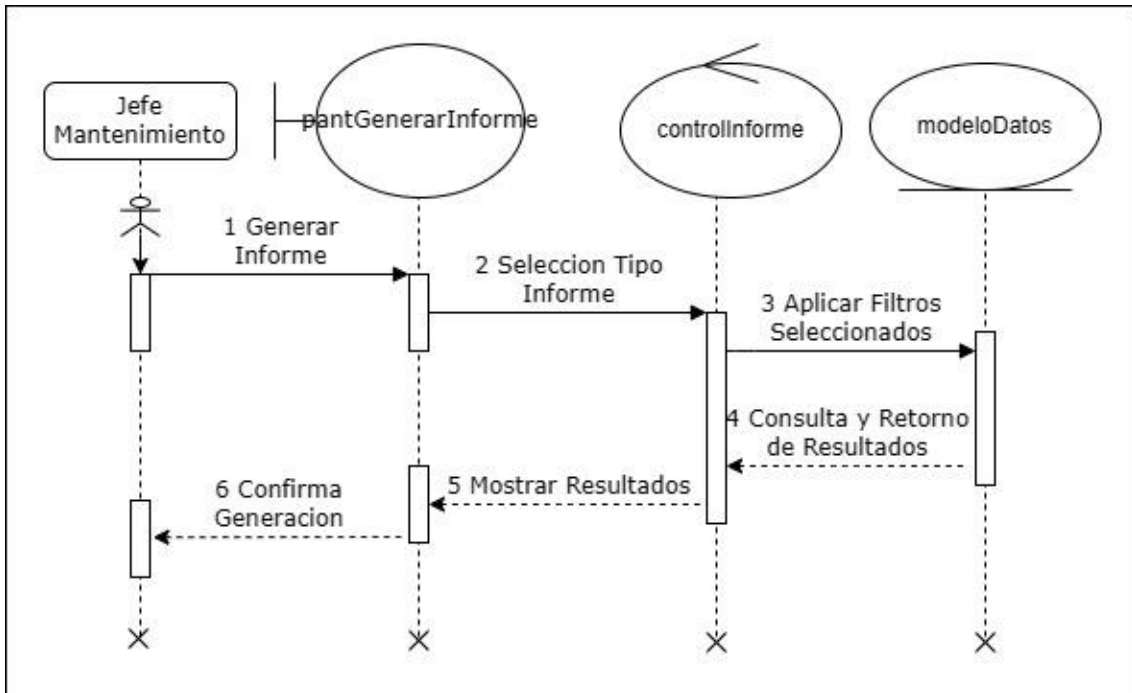 Jefe
Mantenimiento
pantGenerarInforme
controlInforme
modeloDatos
1 Generar
Informe
2 Seleccion Tipo
Informe
3 Aplicar Filtros
Seleccionados
4 Consulta y Retorno
de Resultados
5 Mostrar Resultados
6 Confirma
Generacion